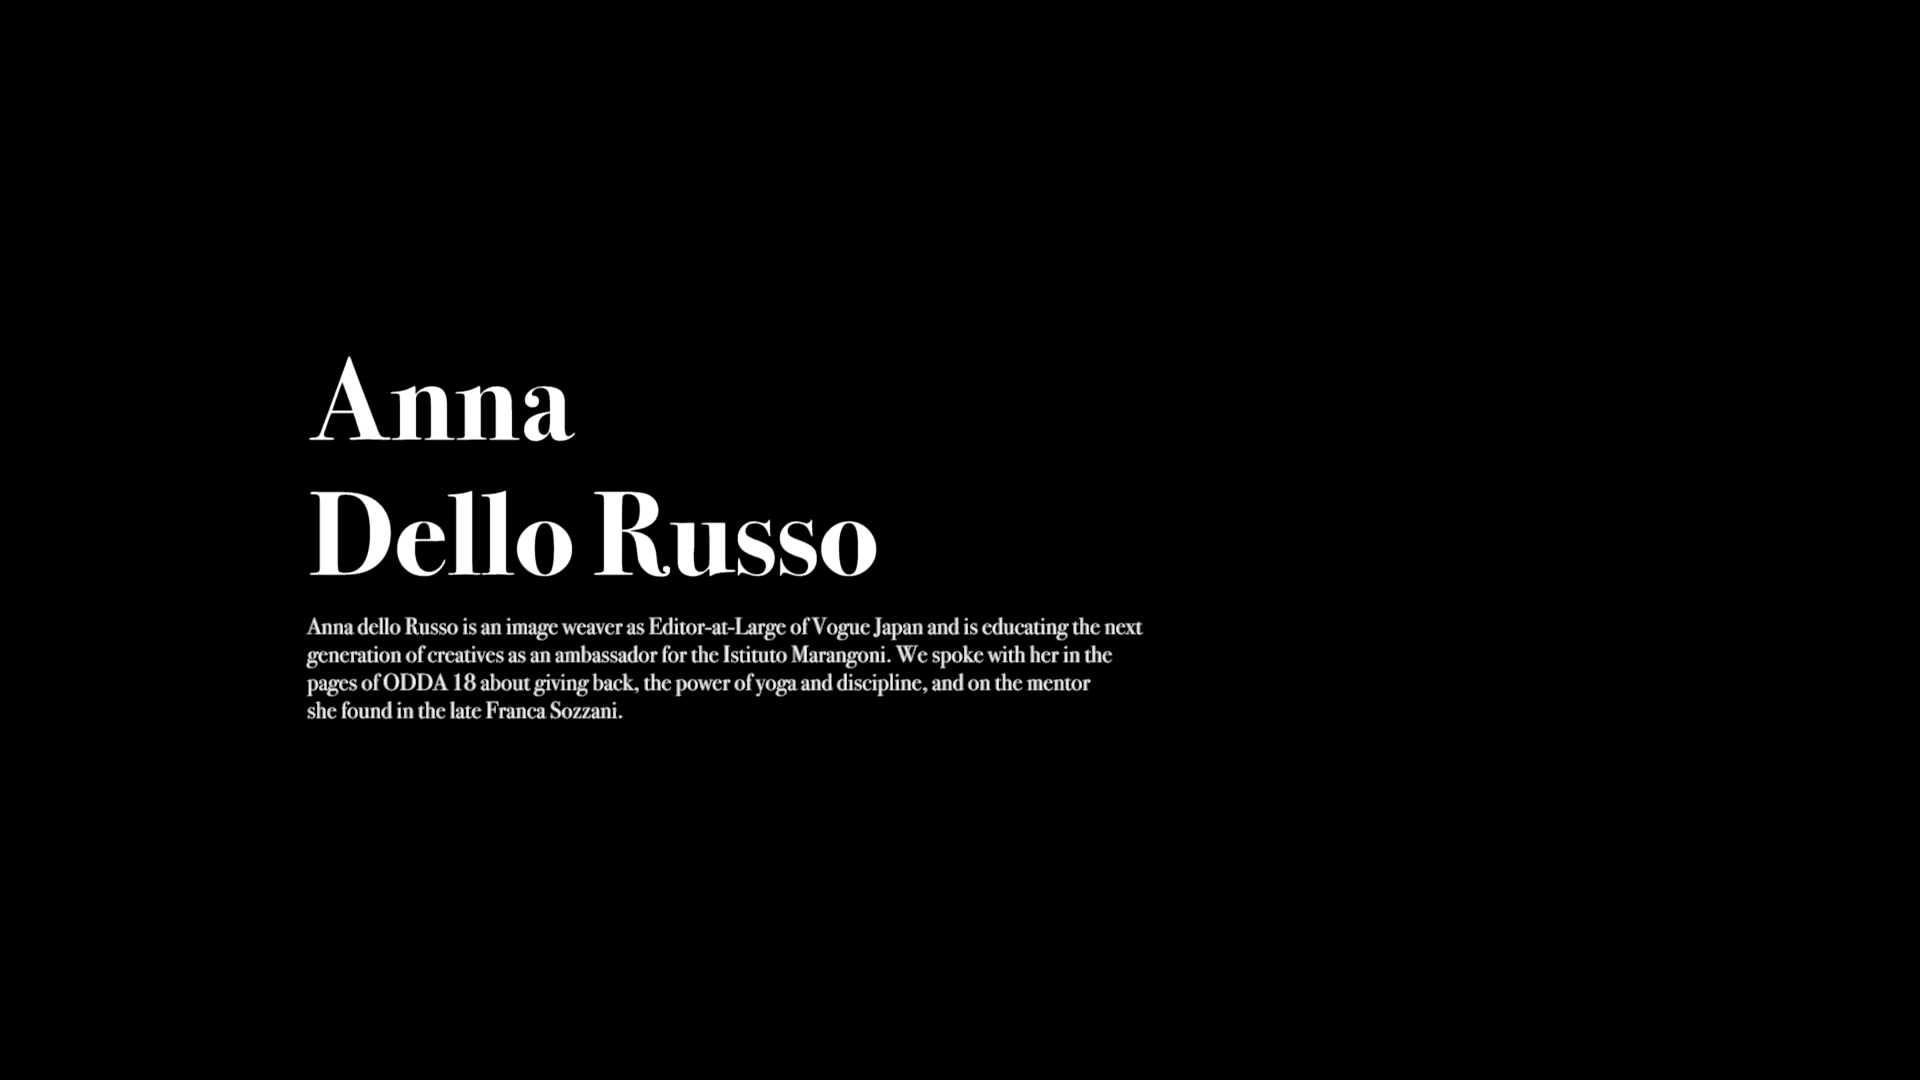 Anna
Dello Russo
Anna dello Russo is an image weaver as Editor-at-Large of Vogue Japan and is educating the next
generation of creatives as an ambassador for the Istituto Marangoni. We spoke with her in the
pages of ODDA 18 about giving back, the power of yoga and discipline, and on the mentor
she found in the late Franca Sozzani.